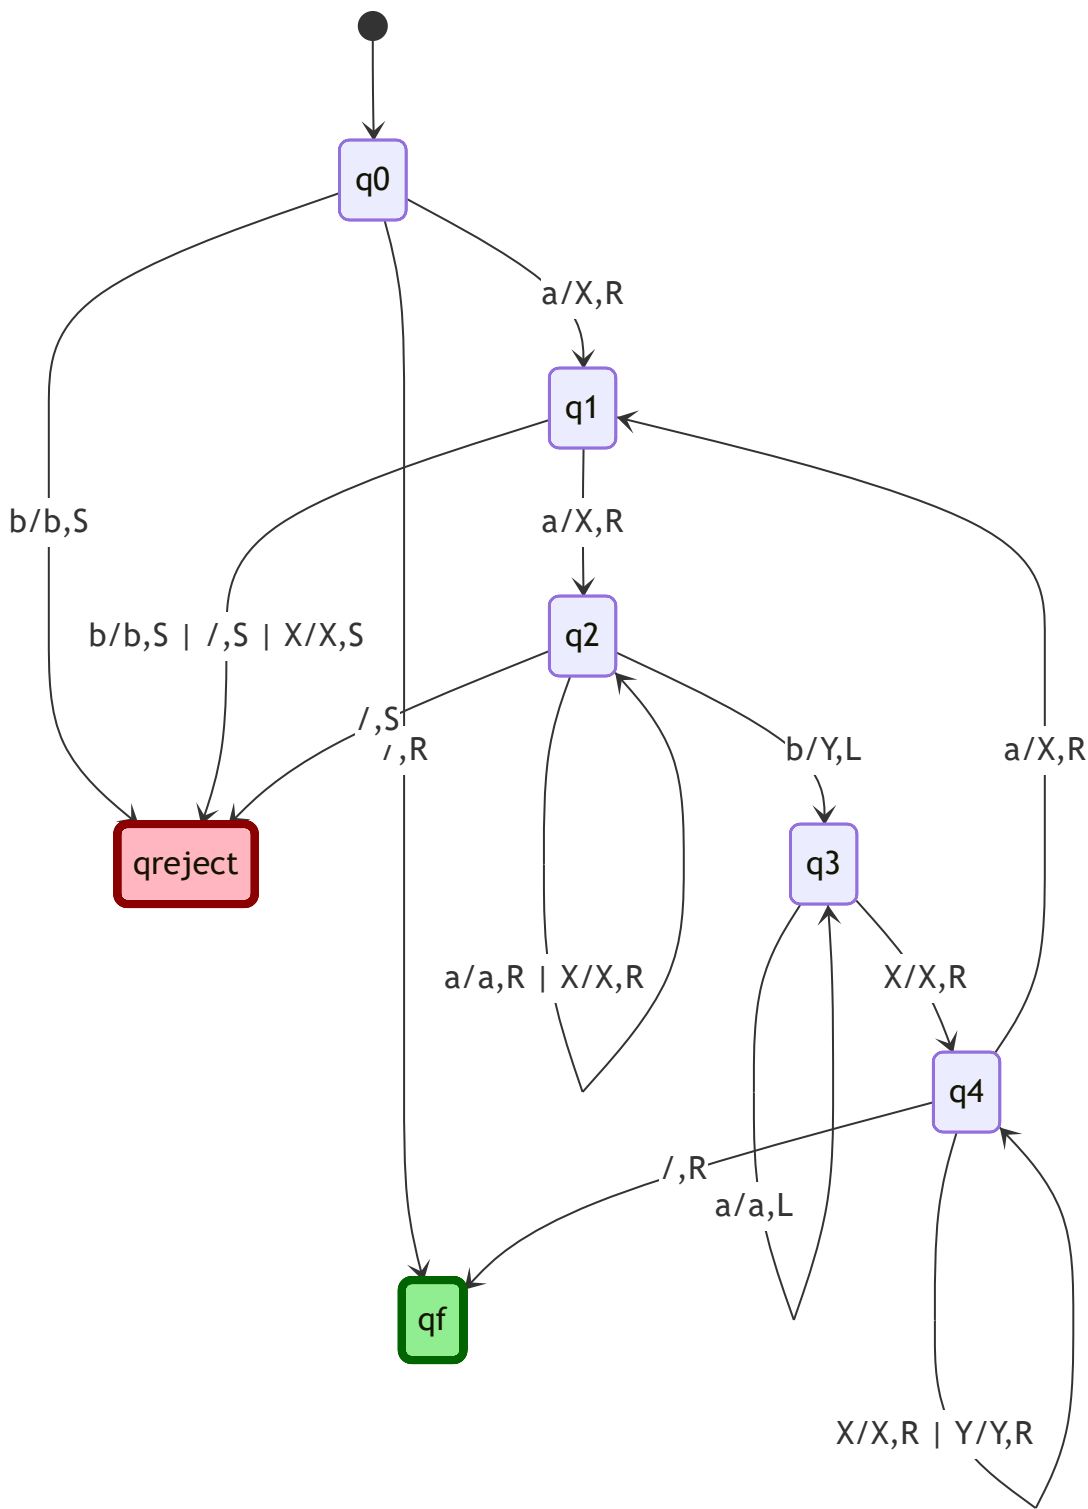 q0
a/X,R
q1
b/b,S
a/X,R
b/b,S | /,S | X/X,S
q2
/,S
/,R
b/Y,L
a/X,R
qreject
q3
a/a,R | X/X,R
X/X,R
q4
/,R
a/a,L
qf
X/X,R | Y/Y,R